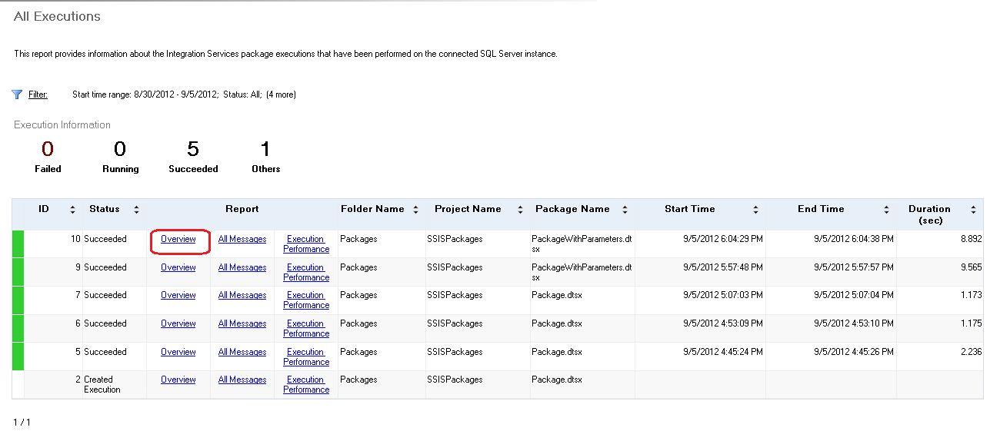 All Executions
This report provides information about the Integration Services package executions that have been performed on the connected SQL Server instance.
Filter: Start time range: 8/30/2012 - 9/5/2012; Status: All; (4 more)
Execution Information
0 0 5 1
Failed Running Succeeded Others
ID Status Report Folder Name Project Name Package Name Start Time End Time Duration
(sec)
10 Succeeded Overview All Messages Execution Packages SSISPackages PackageWithParameters.dt 9/5/2012 6:04:29 PM 9/5/2012 6:04:38 PM 8.892
Performance sx
9 Succeeded Overview All Messages Execution Packages SSISPackages PackageWithParameters.dt 9/5/2012 5:57:48 PM 9/5/2012 5:57:57 PM 9.565
Performance sx
7 Succeeded Overview All Messages Execution Packages SSISPackages Package.dtsx 9/5/2012 5:07:03 PM 9/5/2012 5:07:04 PM 1.173
Performance
6 Succeeded Overview All Messages Execution Packages SSISPackages Package.dtsx 9/5/2012 4:53:09 PM 9/5/2012 4:53:10 PM 1.175
Performance
5 Succeeded Overview All Messages Execution Packages SSISPackages Package.dtsx 9/5/2012 4:45:24 PM 9/5/2012 4:45:26 PM 2.236
Performance
2 Created Overview All Messages Execution Packages SSISPackages Package.dtsx
Execution Performance
1 / 1